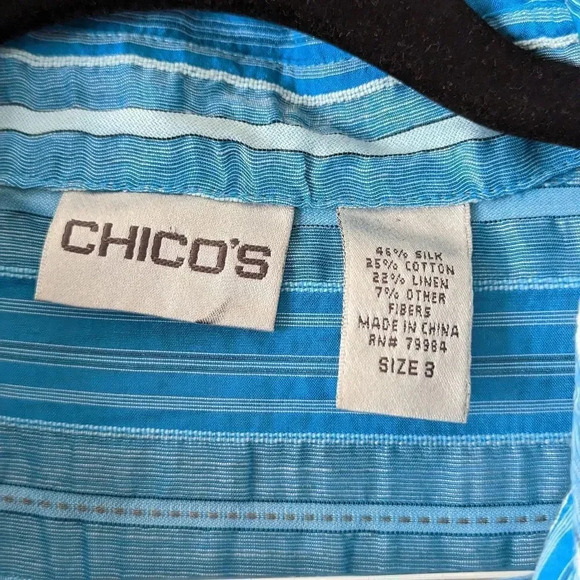 CHICO'S
46% SILK
25% COTTON
22% LINEN
7% OTHER
FIBERS
MADE IN CHINA
RN# 79984
SIZE 3